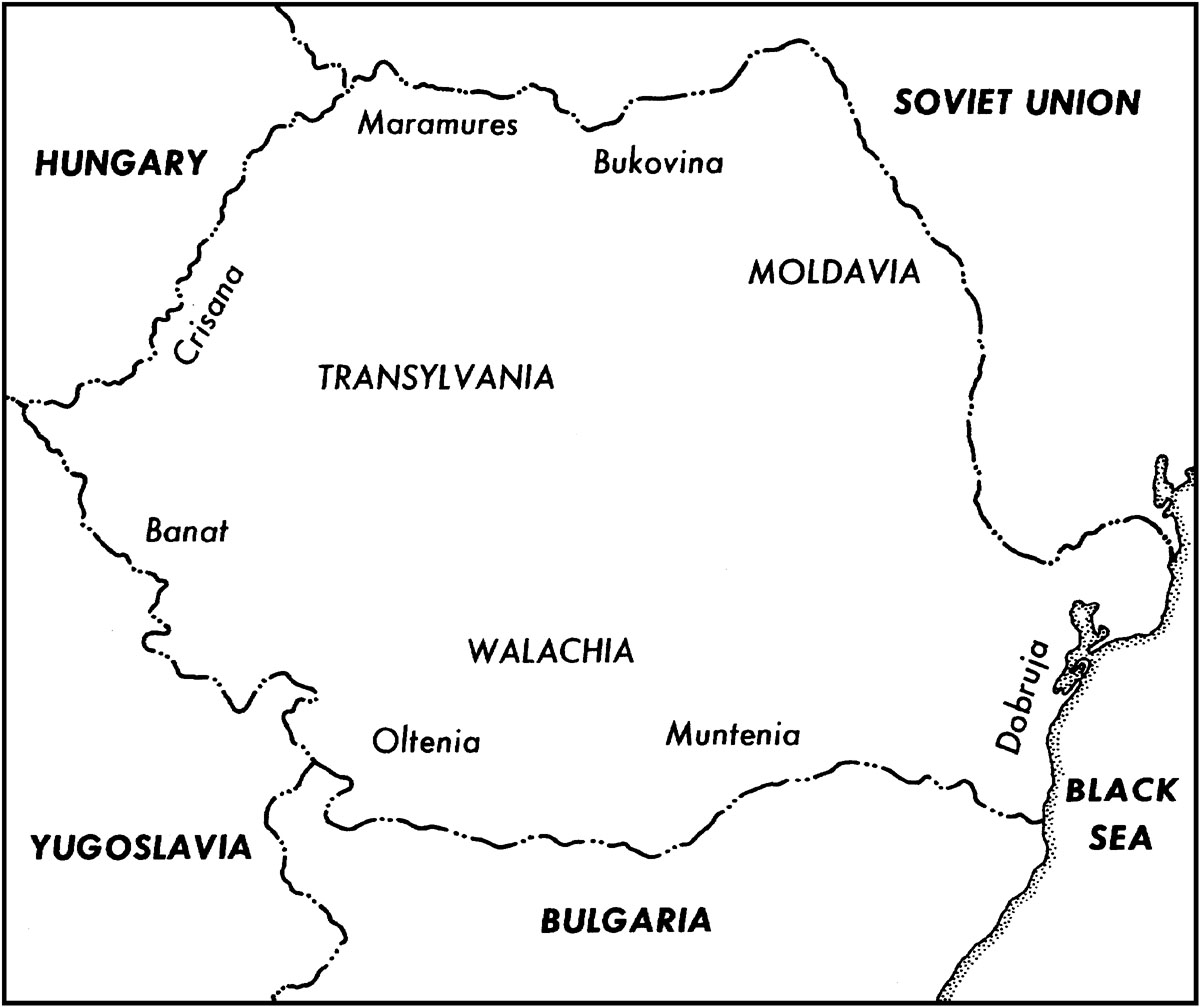 SOVIET UNION
Maramures
HUNGARY
Bukovina
MOLDAVIA
Crisana
TRANSYLVANIA
Banat
WALACHIA
Dobruja
Oltenia
Muntenia
BLACK
SEA
YUGOSLAVIA
BULGARIA